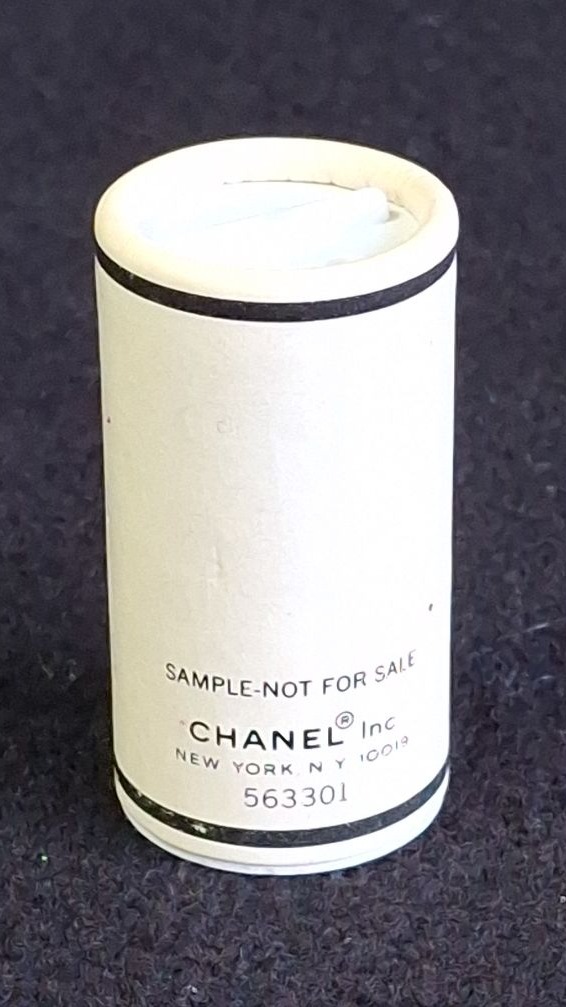 SAMPLE-NOT FOR SALE
CHANEL® Inc
NEW YORK, N Y 10019
563301